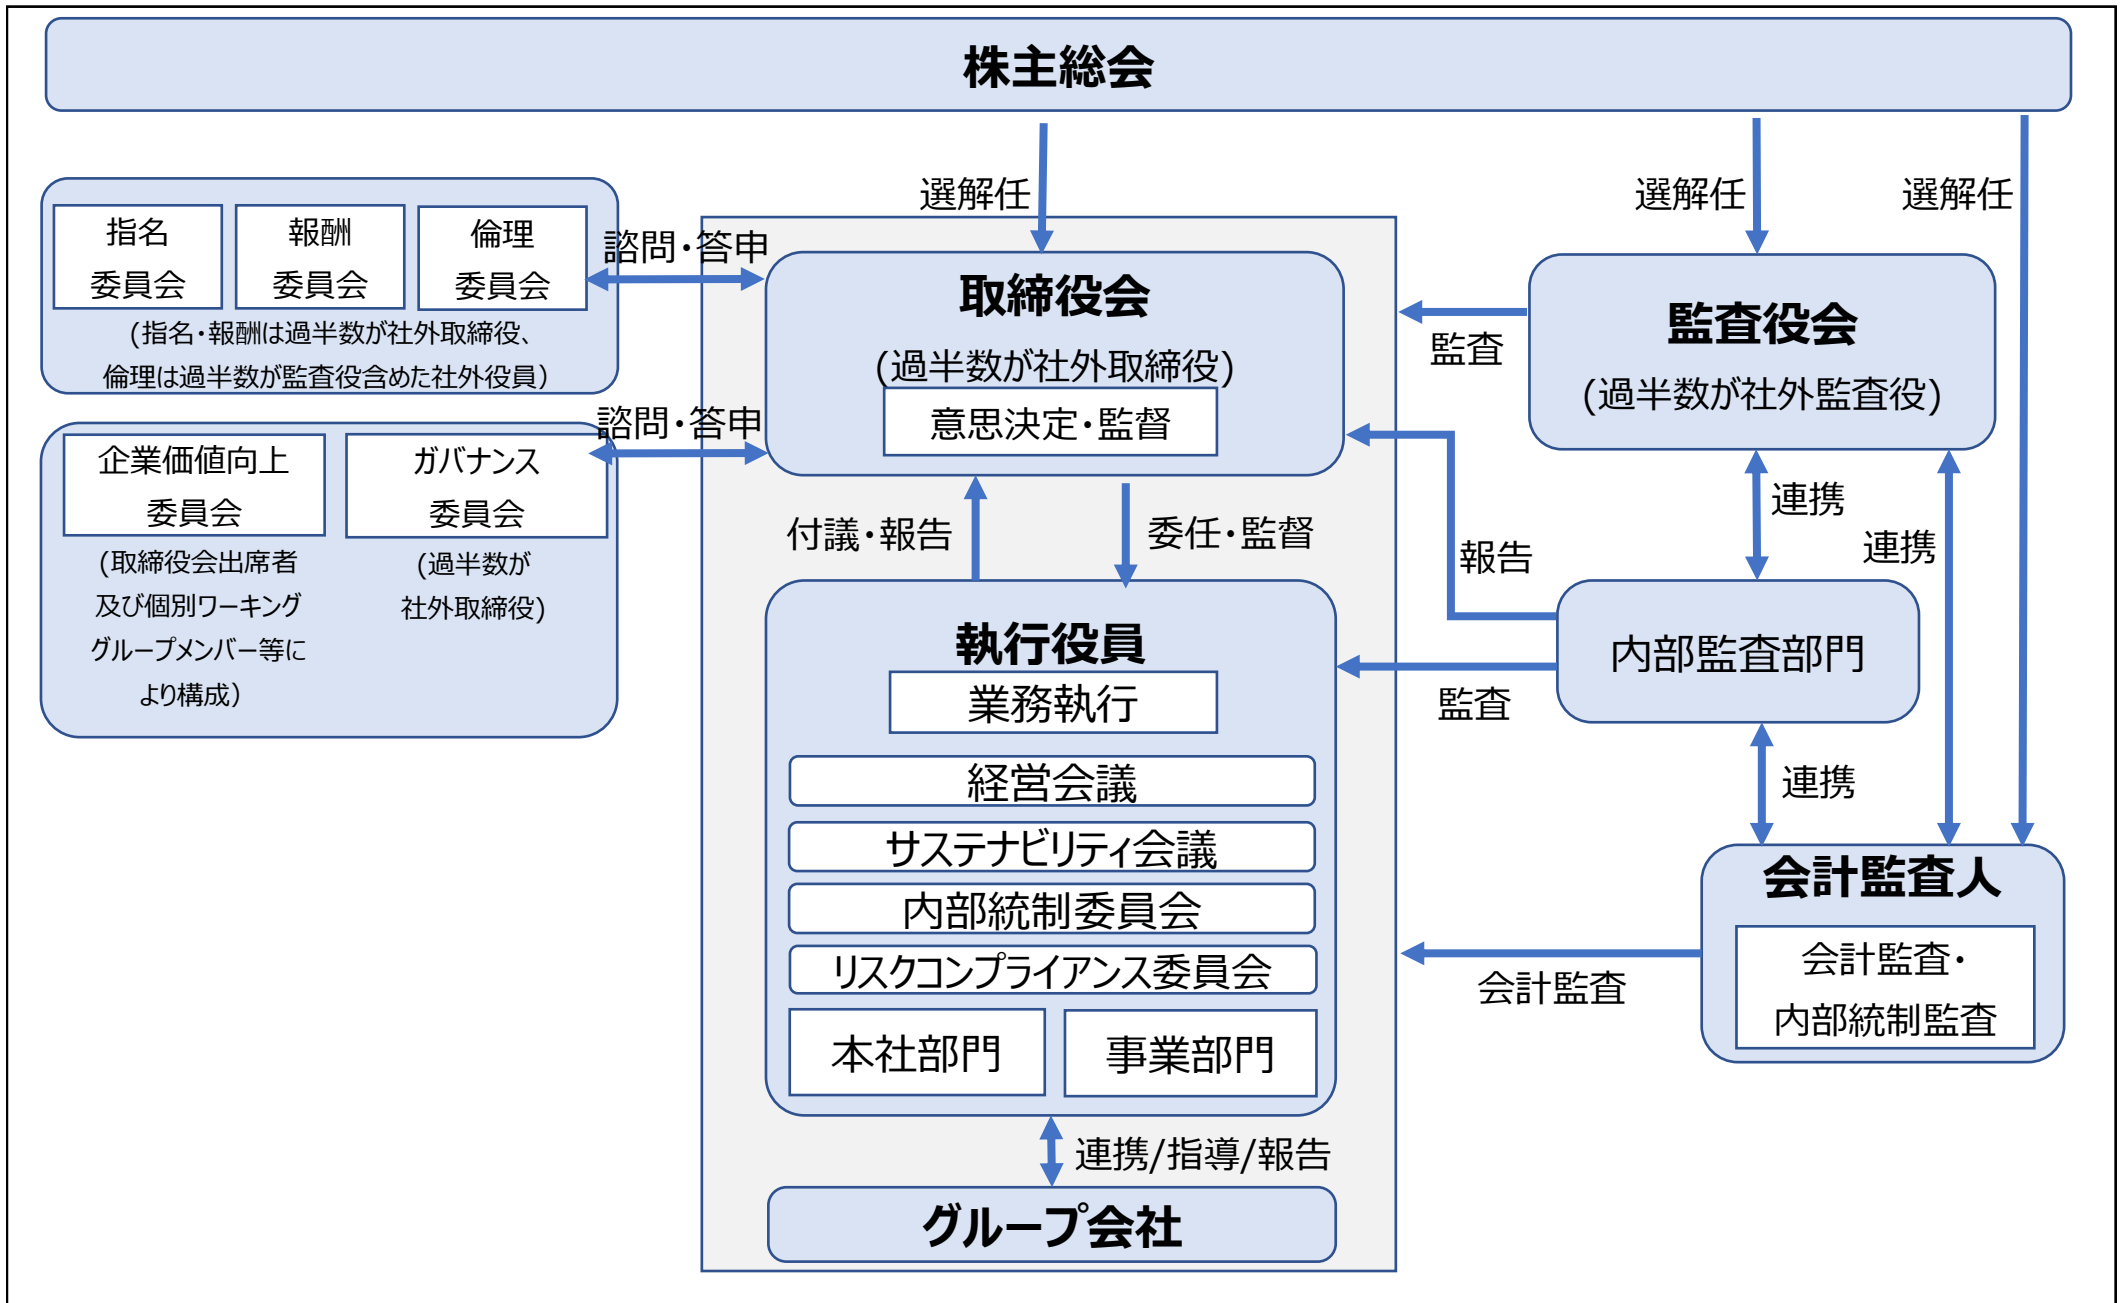 株主総会
選解任
選解任
選解任
指名
委員会
報酬
委員会
倫理
委員会
(指名・報酬は過半数が社外取締役、
倫理は過半数が監査役含めた社外役員）
諮問・答申
取締役会
(過半数が社外取締役)
意思決定・監督
監査
監査役会
(過半数が社外監査役)
企業価値向上
委員会
(取締役会出席者
及び個別ワーキング
グループメンバー等に
より構成）
ガバナンス
委員会
(過半数が
社外取締役)
諮問・答申
付議・報告
委任・監督
報告
連携
連携
執行役員
業務執行
経営会議
サステナビリティ会議
内部統制委員会
リスクコンプライアンス委員会
本社部門
事業部門
内部監査部門
監査
連携
会計監査人
会計監査・
内部統制監査
会計監査
連携/指導/報告
グループ会社